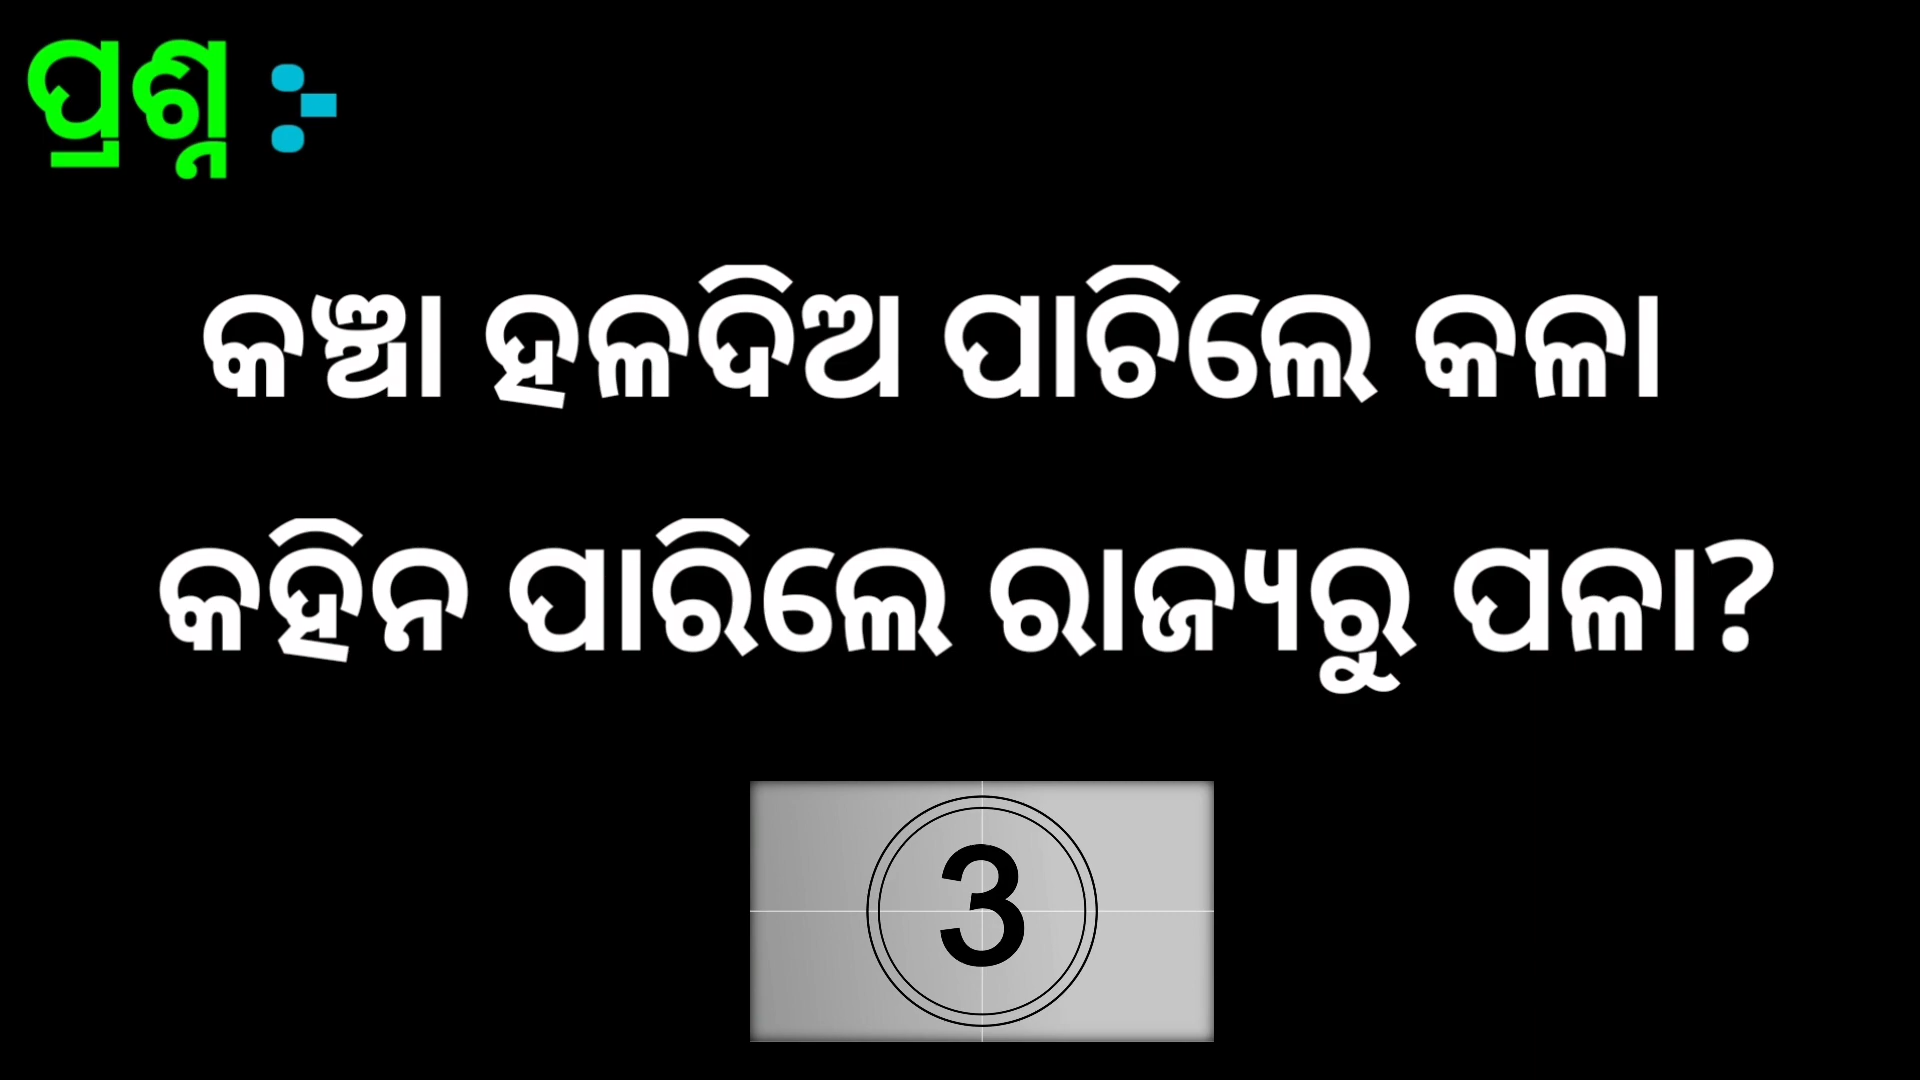 ପ୍ରଶ୍ନ :-
କଞ୍ଚା ହଳଦିଅ ପାଚିଲେ କଳା
କହିନ ପାରିଲେ ରାଜ୍ୟରୁ ପଳା?
3